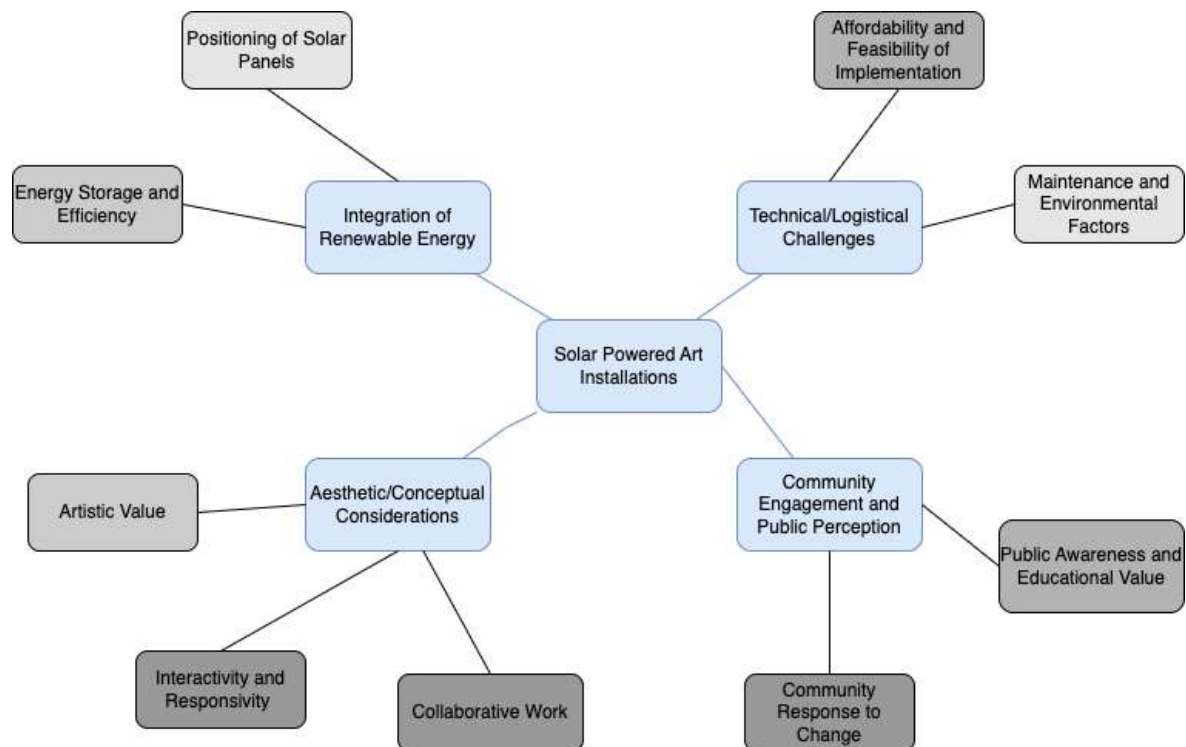 Positioning of Solar
Panels
Affordability and
Feasibility of
Implementation
Energy Storage and
Efficiency
Integration of
Renewable Energy
Technical/Logistical
Challenges
Maintenance and
Environmental
Factors
Solar Powered Art
Installations
Artistic Value
Aesthetic/Conceptual
Considerations
Community
Engagement and
Public Perception
Public Awareness and
Educational Value
Interactivity and
Responsivity
Collaborative Work
Community
Response to
Change